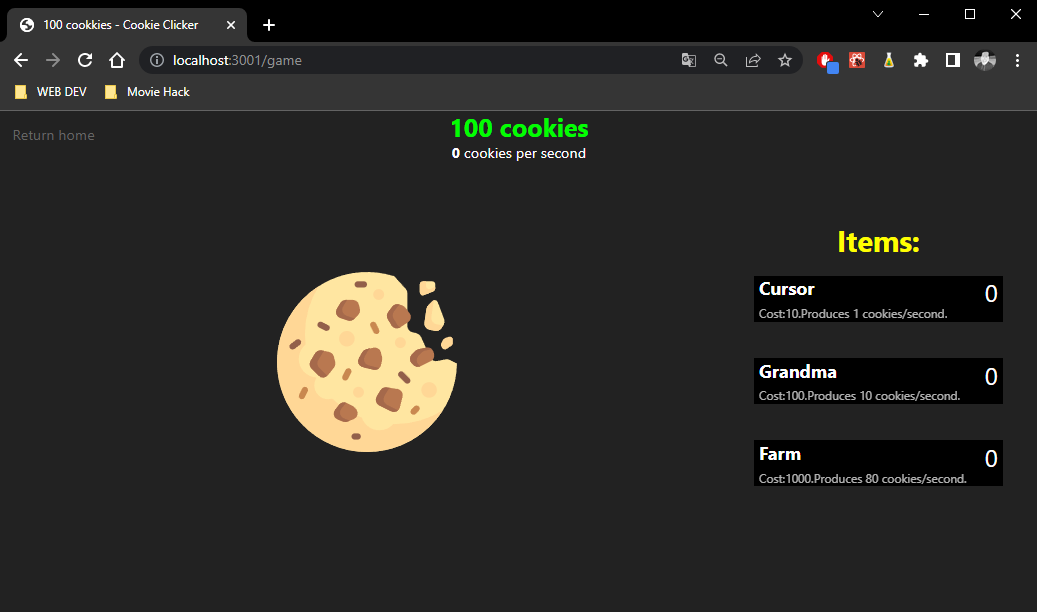 100 cookkies - Cookie Clicker
localhost:3001/game
WEB DEV
Movie Hack
Return home
100 cookies
0 cookies per second
Items:
Cursor
0
Cost:10.Produces 1 cookies/second.
Grandma
0
Cost:100.Produces 10 cookies/second.
Farm
0
Cost:1000.Produces 80 cookies/second.